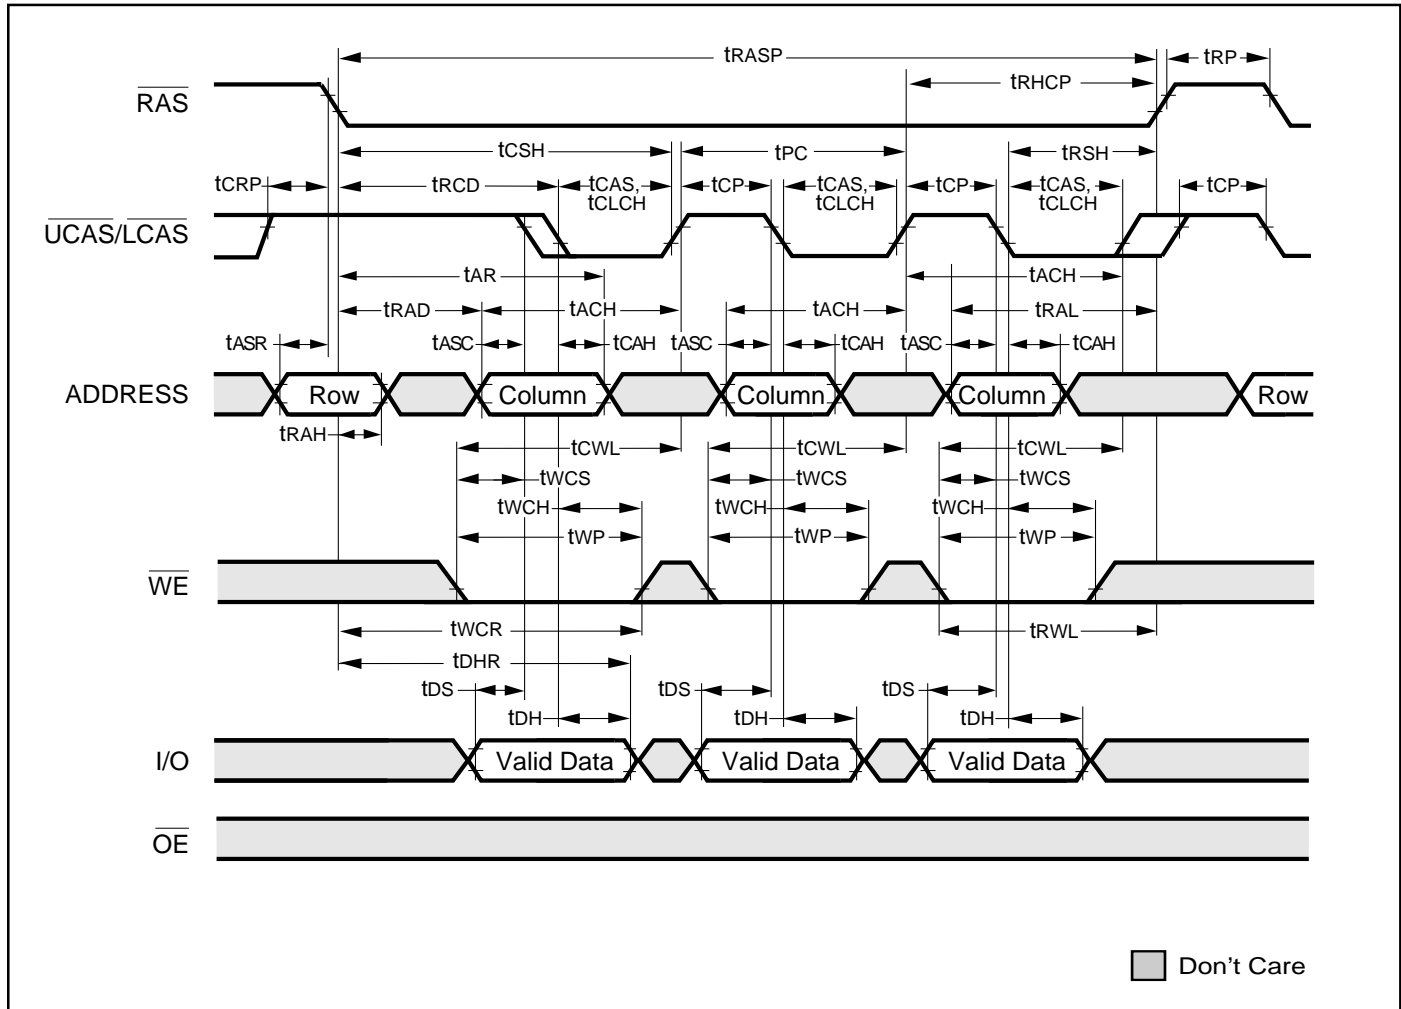 tRASP
tRP
tRHCP
RAS
tCSH
tPC
tRSH
tCRP
tRCD
tCAS,
tCLCH
tCP
tCAS,
tCLCH
tCP
tCAS,
tCLCH
tCP
UCAS/LCAS
tAR
tACH
tRAD
tACH
tACH
tRAL
tASR
tASC
tCAH
tASC
tCAH
tASC
tCAH
ADDRESS
Row
Column
Column
Column
Row
tRAH
tCWL
tCWL
tCWL
tWCS
tWCS
tWCS
tWCH
tWCH
tWCH
tWP
tWP
tWP
WE
tWCR
tRWL
tDHR
tDS
tDS
tDS
tDH
tDH
tDH
I/O
Valid Data
Valid Data
Valid Data
OE
Don't Care